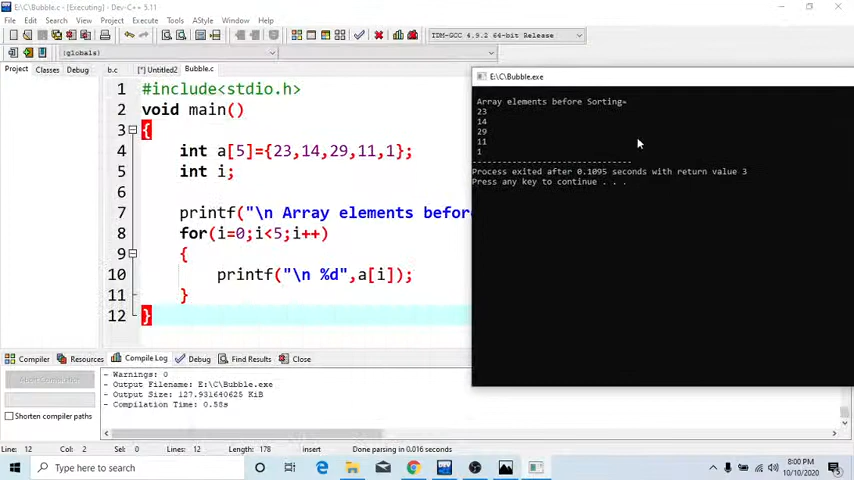 E:\C\Bubble.c - [Executing] - Dev-C++ 5.11
File Edit Search View Project Execute Tools AStyle Window Help
TDM-GCC 4.9.2 64-bit Release
(globals)
Project Classes Debug
b.c [*] Untitled2 Bubble.c
1 #include<stdio.h>
2 void main()
3 {
4 int a[5]={23,14,29,11,1};
5 int i;
6
7 printf("\n Array elements befor
8 for(i=0;i<5;i++)
9 {
10 printf("\n %d",a[i]);
11 }
12 }
E:\C\Bubble.exe
Array elements before Sorting=
23
14
29
11
1
--------------------------------
Process exited after 0.1095 seconds with return value 3
Press any key to continue . . .
Compiler Resources Compile Log Debug Find Results Close
Shorten compiler paths
- Warnings: 0
- Output Filename: E:\C\Bubble.exe
- Output Size: 127.931640625 KiB
- Compilation Time: 0.58s
Line: 12 Col: 2 Sel: 0 Lines: 12 Length: 178 Insert Done parsing in 0.016 seconds
Type here to search
8:00 PM
10/10/2020